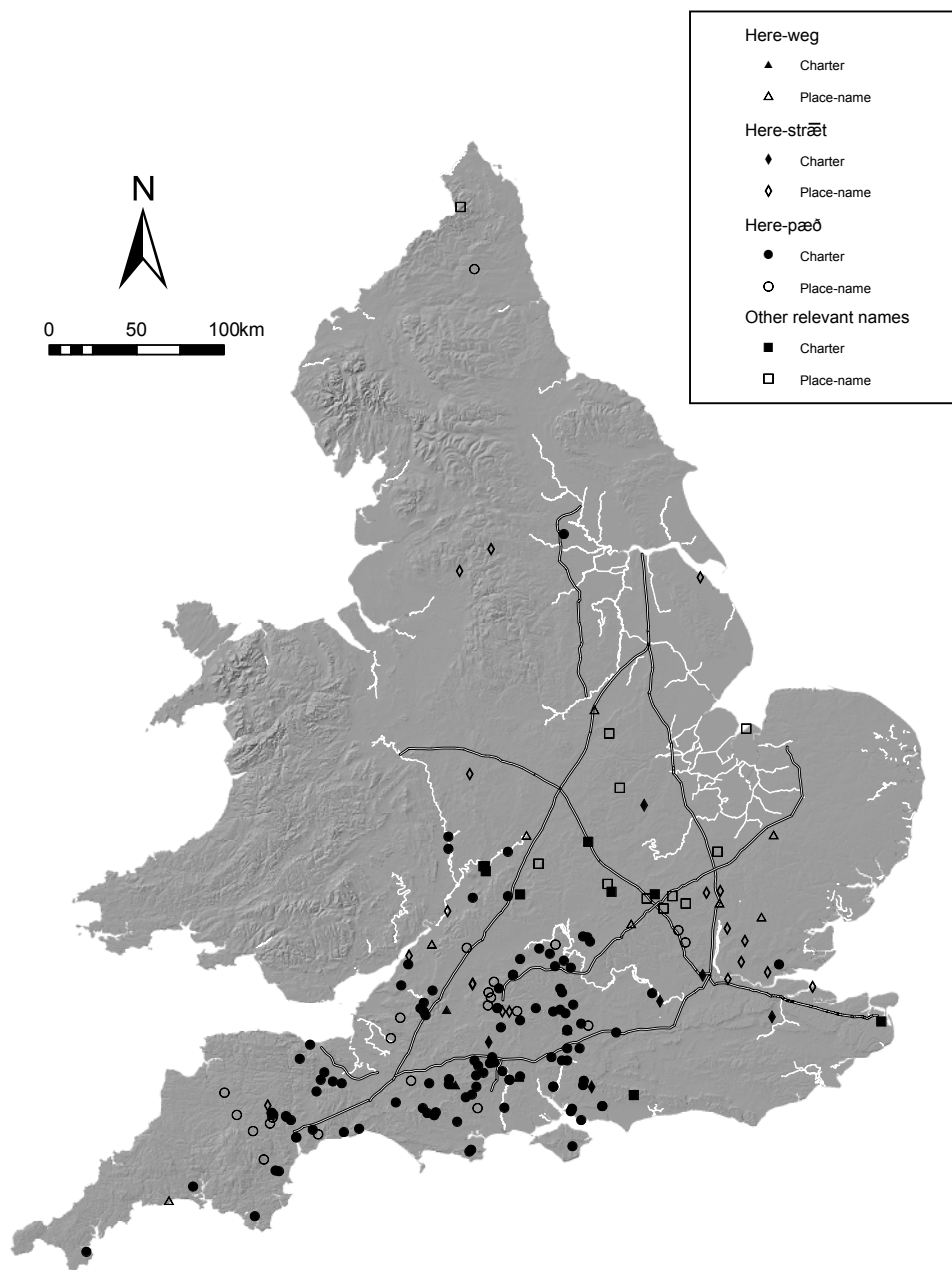 Here-weg
Charter
Place-name
Here-strǣt
Charter
Place-name
Here-pæð
Charter
Place-name
Other relevant names
Charter
Place-name
N
0 50 100km